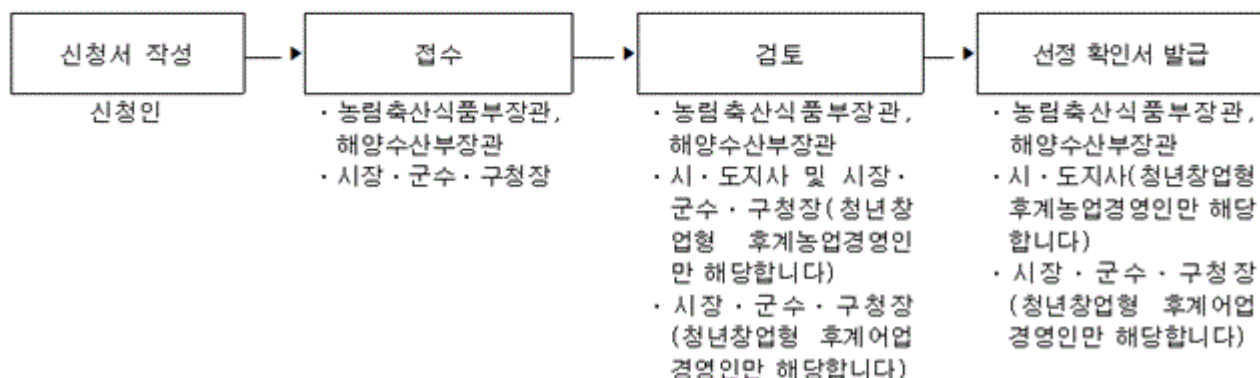 신청서 작성
신청인
접수
· 농림축산식품부장관,
해양수산부장관
· 시장 · 군수 · 구청장
검토
· 농림축산식품부장관,
해양수산부장관
· 시 · 도지사 및 시장 ·
군수 · 구청장(청년창
업형 후계농업경영인
만 해당합니다)
· 시장 · 군수 · 구청장
(청년창업형 후계어업
경영인만 해당합니다)
선정 확인서 발급
· 농림축산식품부장관,
해양수산부장관
· 시 · 도지사(청년창업형
후계농업경영인만 해당
합니다)
· 시장 · 군수 · 구청장
(청년창업형 후계어업
경영인만 해당합니다)